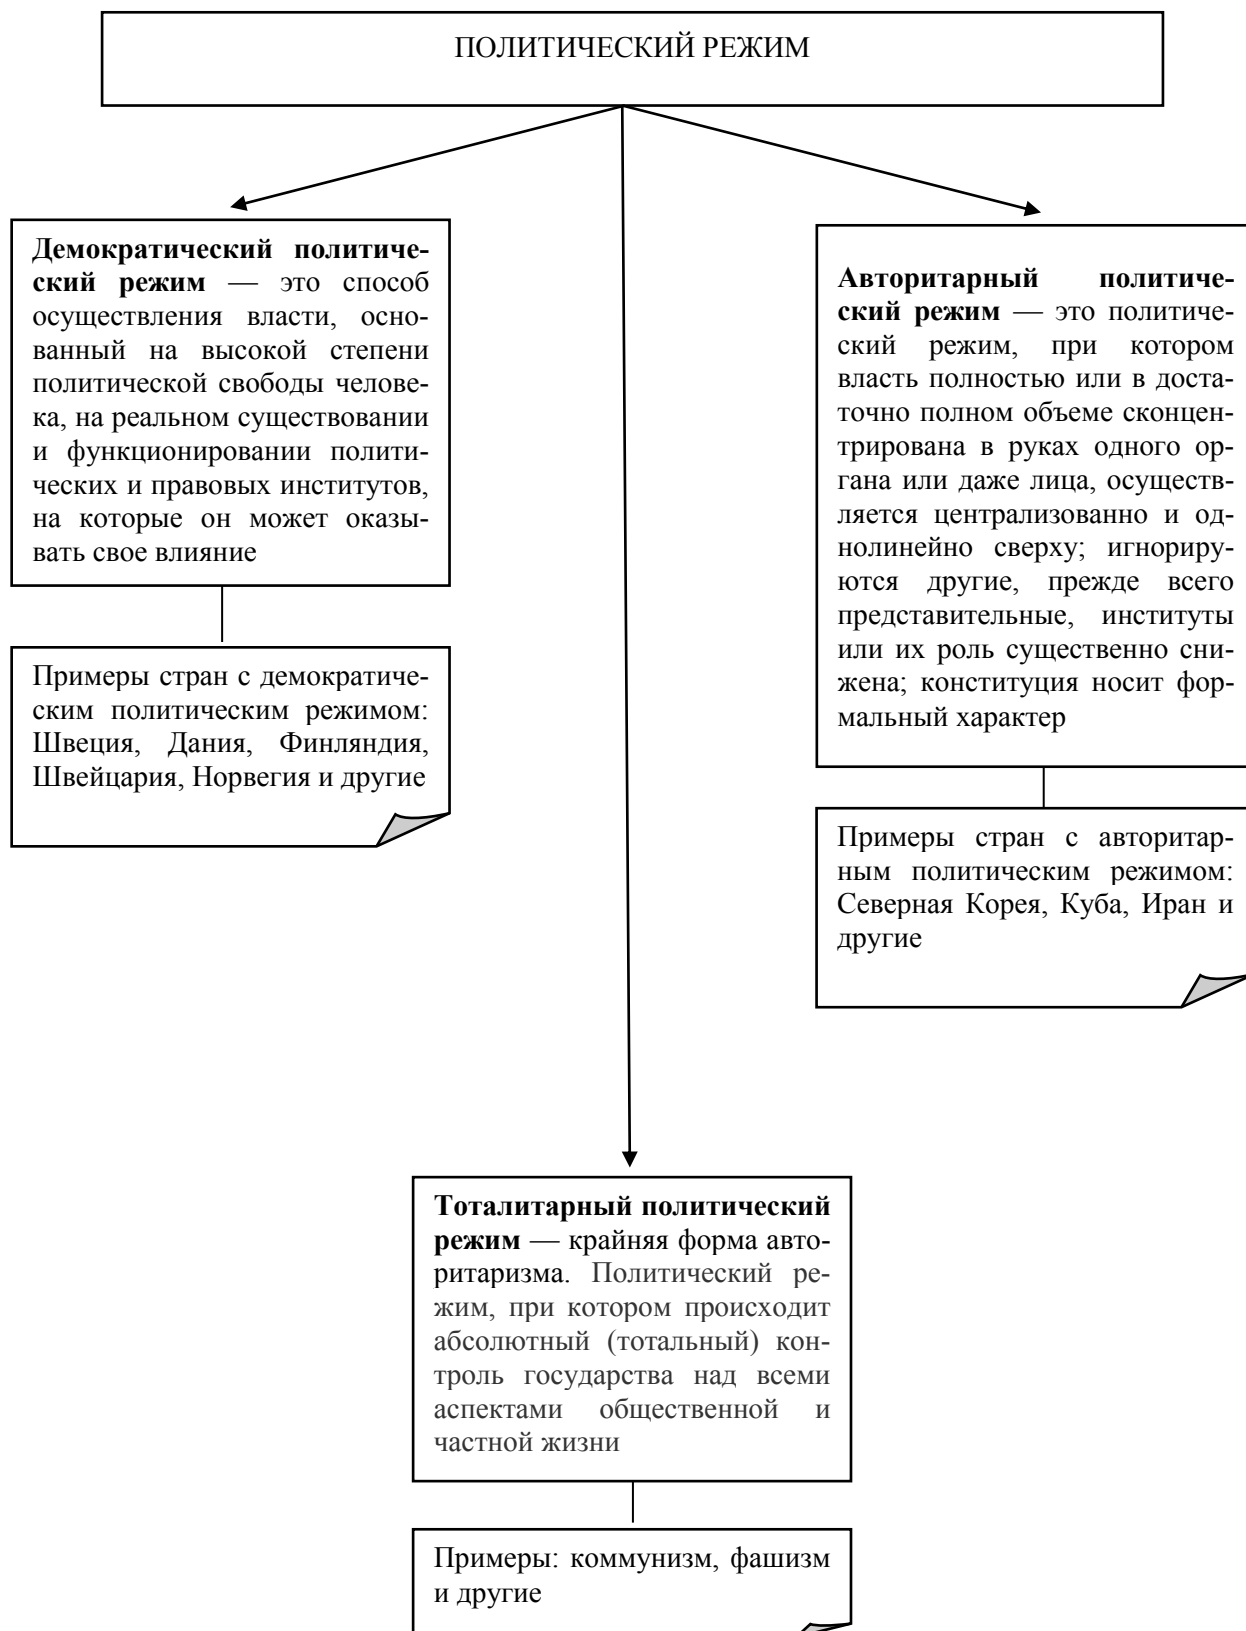 ПОЛИТИЧЕСКИЙ РЕЖИМ
Демократический политиче-
ский режим — это способ
осуществления власти, осно-
ванный на высокой степени
политической свободы челове-
ка, на реальном существовании
и функционировании полити-
ческих и правовых институтов,
на которые он может оказы-
вать свое влияние
Примеры стран с демократиче-
ским политическим режимом:
Швеция, Дания, Финляндия,
Швейцария, Норвегия и другие
Авторитарный политиче-
ский режим — это политиче-
ский режим, при котором
власть полностью или в доста-
точно полном объеме сконцен-
трирована в руках одного ор-
гана или даже лица, осуществ-
ляется централизованно и од-
нолинейно сверху; игнориру-
ются другие, прежде всего
представительные, институты
или их роль существенно сни-
жена; конституция носит фор-
мальный характер
Примеры стран с авторитар-
ным политическим режимом:
Северная Корея, Куба, Иран и
другие
Тоталитарный политический
режим — крайняя форма авто-
ритаризма. Политический ре-
жим, при котором происходит
абсолютный (тотальный) кон-
троль государства над всеми
аспектами общественной и
частной жизни
Примеры: коммунизм, фашизм
и другие